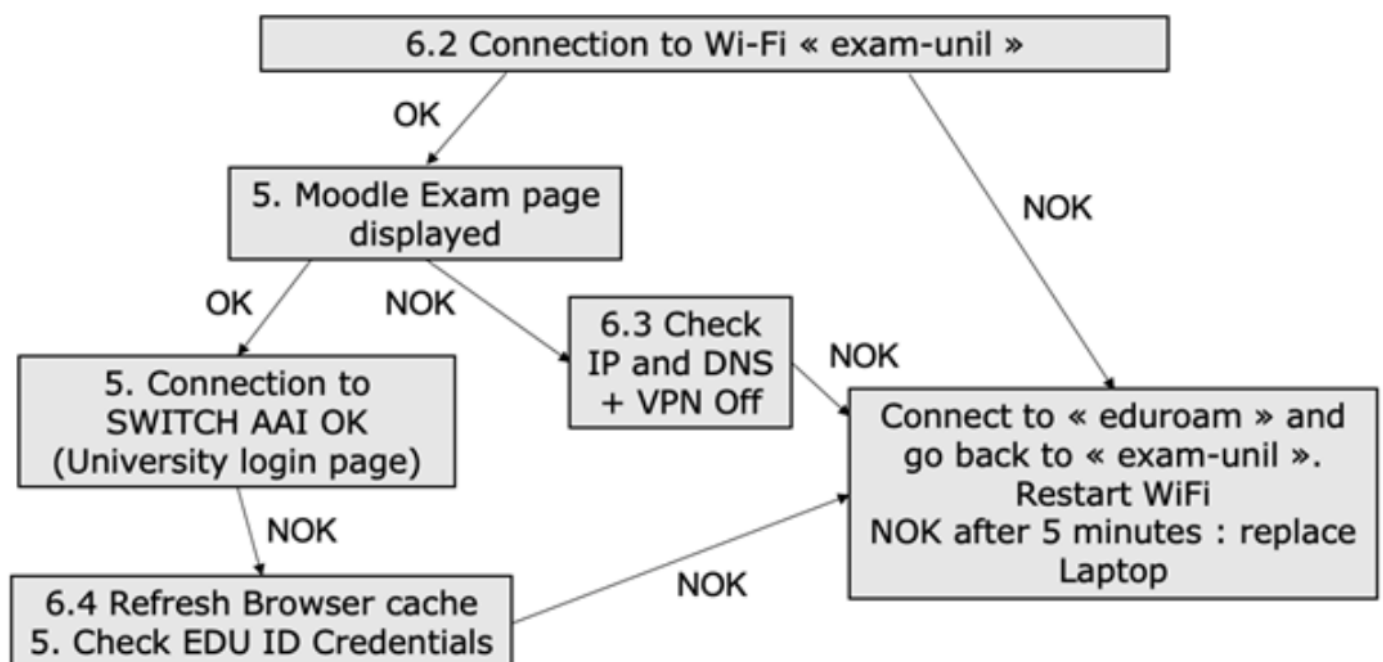 6.2 Connection to Wi-Fi « exam-unil »
OK
NOK
5. Moodle Exam page
displayed
OK
NOK
6.3 Check
IP and DNS
+ VPN Off
NOK
5. Connection to
SWITCH AAI OK
(University login page)
Connect to « eduroam » and
go back to « exam-unil ».
Restart WiFi
NOK after 5 minutes : replace
Laptop
NOK
NOK
6.4 Refresh Browser cache
5. Check EDU ID Credentials